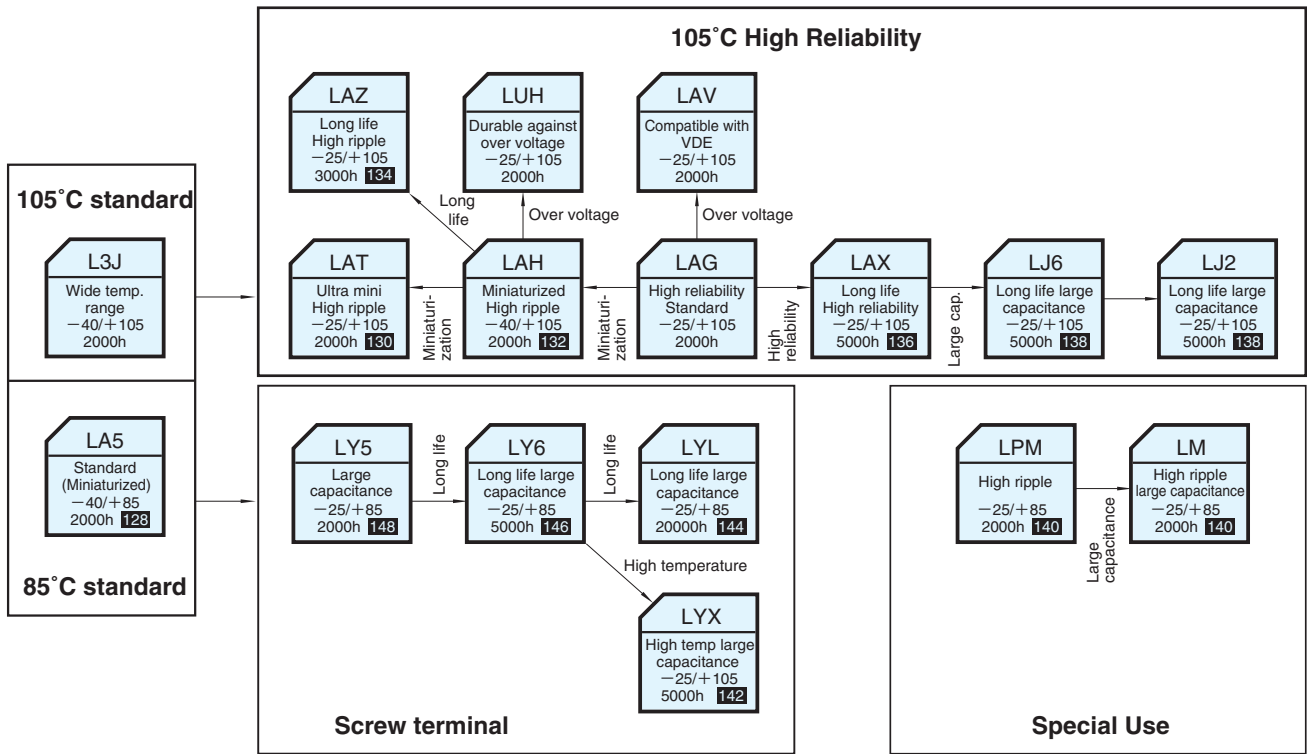 105˚C High Reliability
LAZ
Long life
High ripple
−25/+105
3000h 134
LUH
Durable against
over voltage
−25/+105
2000h
LAV
Compatible with
VDE
−25/+105
2000h
105˚C standard
L3J
Wide temp.
range
−40/+105
2000h
Long
life
Over voltage
Over voltage
LAT
Ultra mini
High ripple
−25/+105
2000h 130
Miniaturi-
zation
LAH
Miniaturized
High ripple
−40/+105
2000h 132
Miniaturi-
zation
LAG
High reliability
Standard
−25/+105
2000h
High
reliability
LAX
Long life
High reliability
−25/+105
5000h 136
Large cap.
LJ6
Long life large
capacitance
−25/+105
5000h 138
LJ2
Long life large
capacitance
−25/+105
5000h 138
LA5
Standard
(Miniaturized)
−40/+85
2000h 128
85˚C standard
LY5
Large
capacitance
−25/+85
2000h 148
Long life
LY6
Long life large
capacitance
−25/+85
5000h 146
Long life
LYL
Long life large
capacitance
−25/+85
20000h 144
High temperature
LYX
High temp large
capacitance
−25/+105
5000h 142
Screw terminal
LPM
High ripple
−25/+85
2000h 140
Large
capacitance
LM
High ripple
large capacitance
−25/+85
2000h 140
Special Use